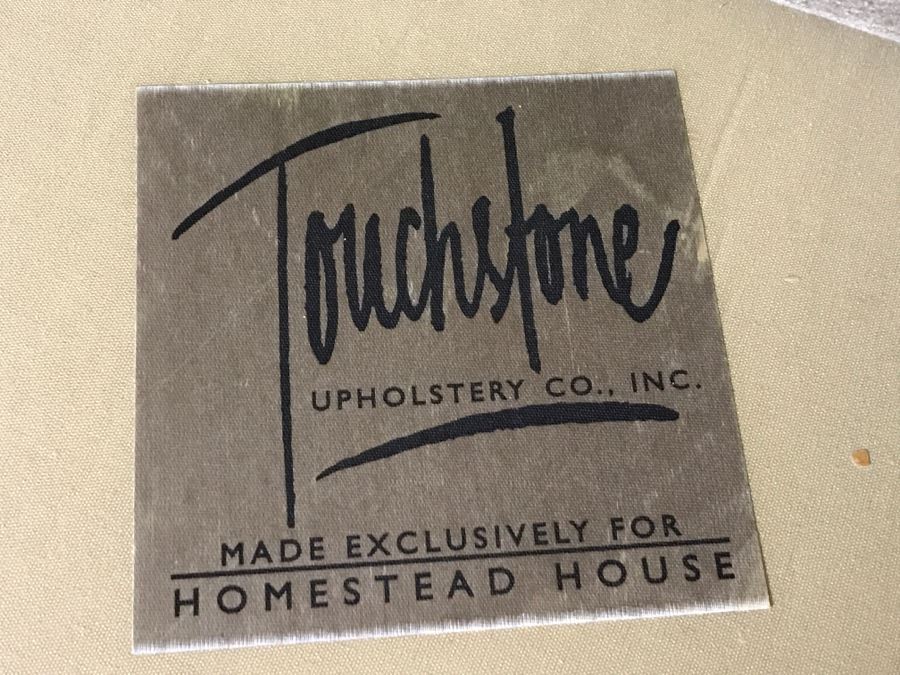 Touchstone
UPHOLSTERY CO., INC.
MADE EXCLUSIVELY FOR
HOMESTEAD HOUSE